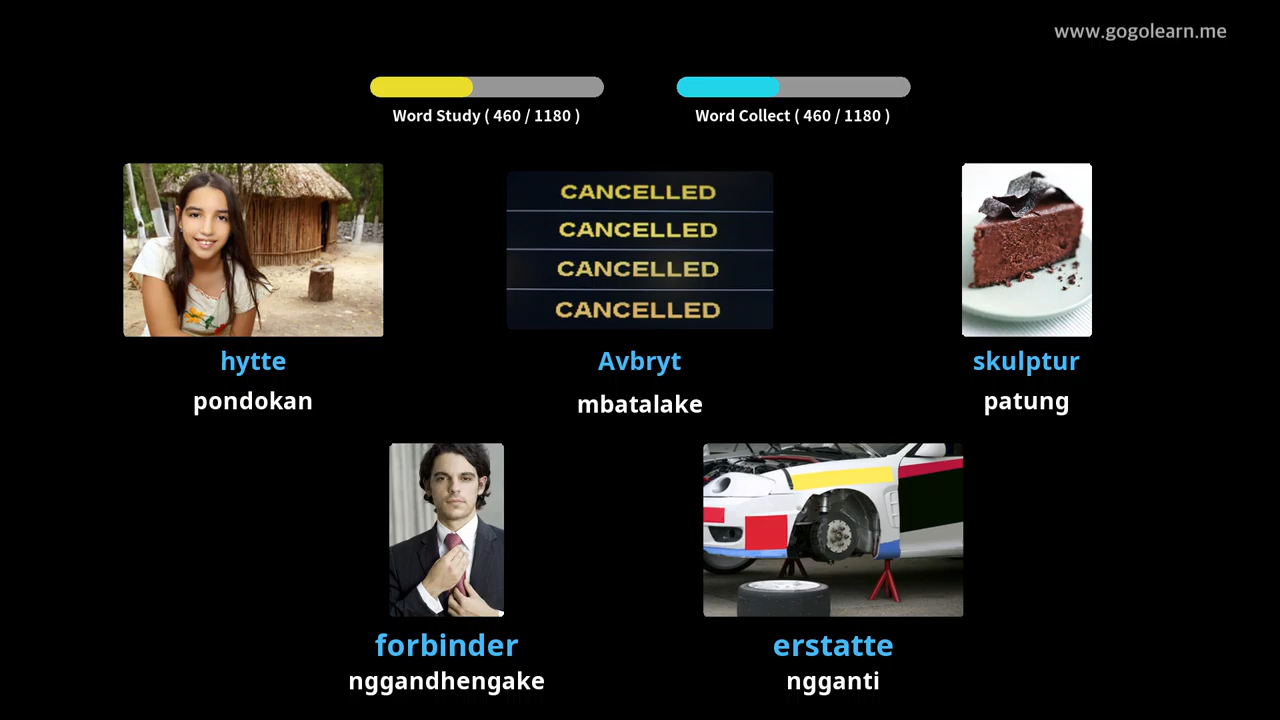 www.gogolearn.me
Word Study ( 460 / 1180 )
Word Collect ( 460 / 1180 )
CANCELLED
CANCELLED
CANCELLED
CANCELLED
hytte
Avbryt
skulptur
pondokan
mbatalake
patung
forbinder
erstatte
nggandhengake
ngganti